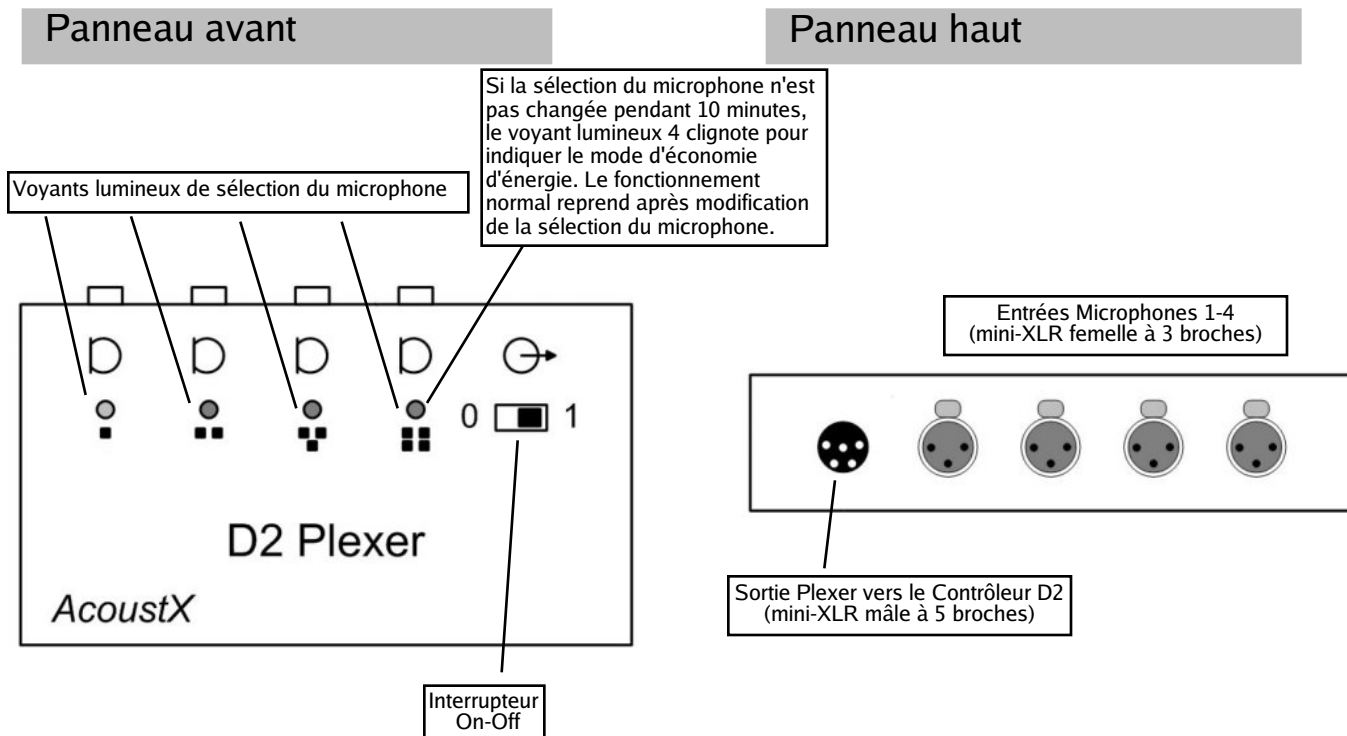 Panneau avant
Panneau haut
Si la sélection du microphone n'est
pas changée pendant 10 minutes,
le voyant lumineux 4 clignote pour
indiquer le mode d'économie
d'énergie. Le fonctionnement
normal reprend après modification
de la sélection du microphone.
Voyants lumineux de sélection du microphone
Entrées Microphones 1-4
(mini-XLR femelle à 3 broches)
0 1
D2 Plexer
AcoustX
Sortie Plexer vers le Contrôleur D2
(mini-XLR mâle à 5 broches)
Interrupteur
On-Off